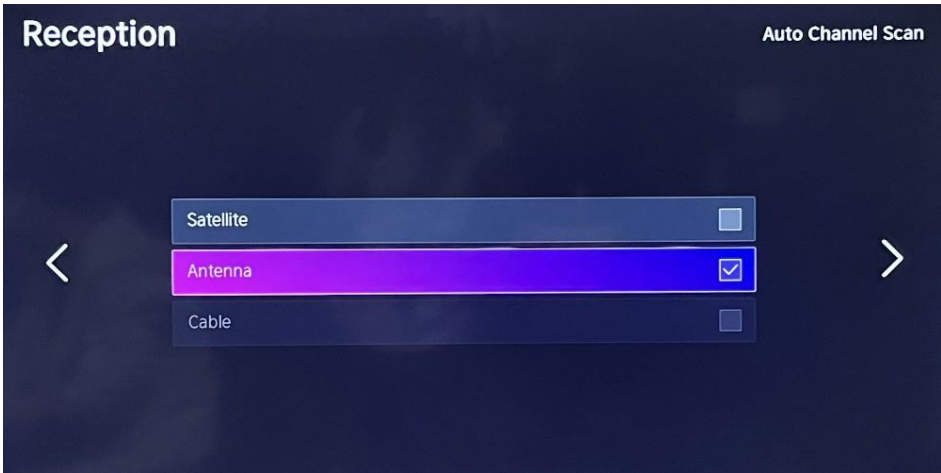 Reception
Auto Channel Scan
Satellite
Antenna
Cable